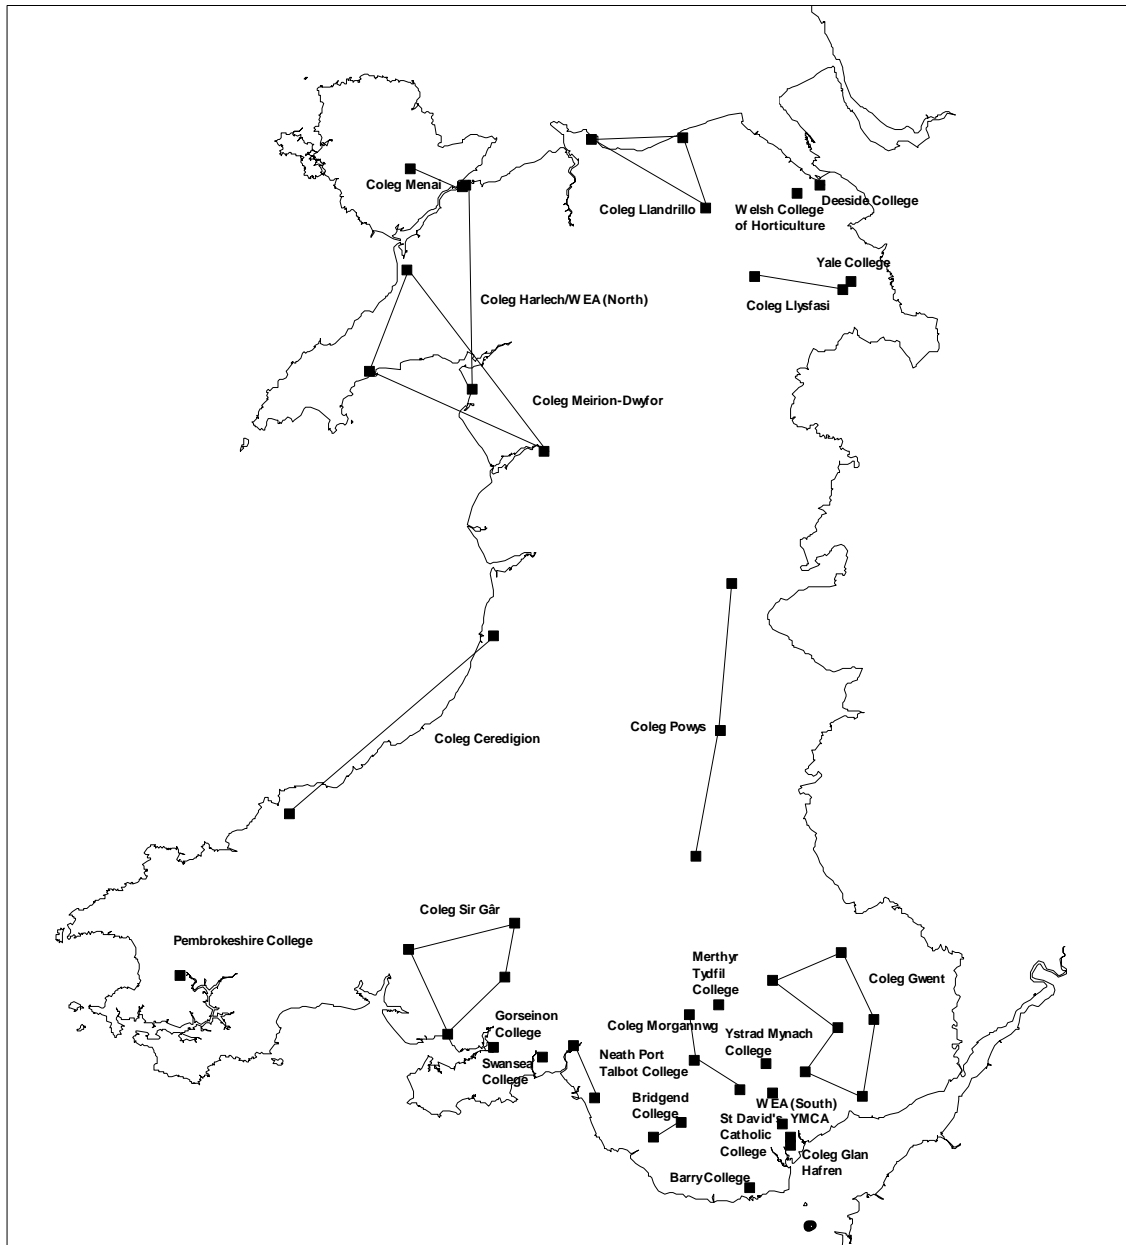 Coleg Menai
Coleg Llandrillo
Welsh College
of Horticulture
Deeside College
Yale College
Coleg Llysfasi
Coleg Harlech/WEA (North)
Coleg Meirion-Dwyfor
Coleg Powys
Coleg Ceredigion
Coleg Sir Gâr
Pembrokeshire College
Merthyr
Tydfil
College
Coleg Gwent
Gorseinon
College
Coleg Morgannwg
Ystrad Mynach
College
Swansea
College
Neath Port
Talbot College
Bridgend
College
WEA (South)
St David's
Catholic
College
YMCA
Coleg Glan
Hafren
Barry College